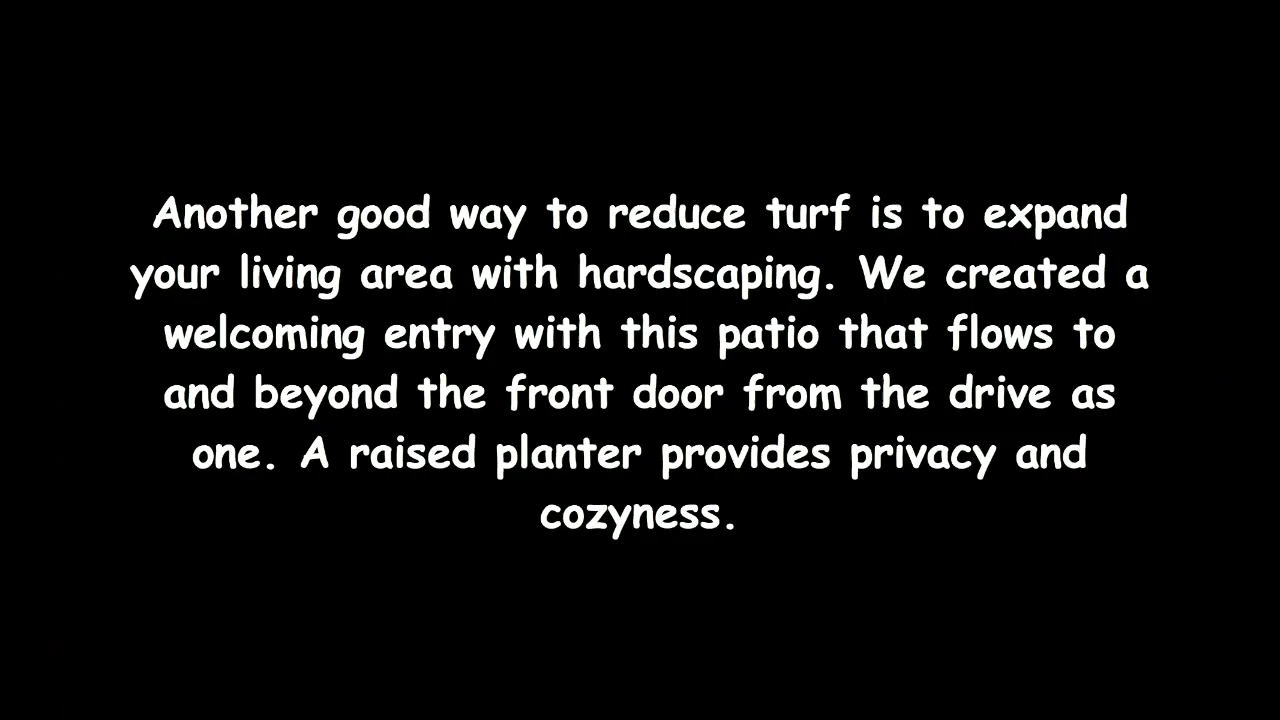 Another good way to reduce turf is to expand
your living area with hardscaping. We created a
welcoming entry with this patio that flows to
and beyond the front door from the drive as
one. A raised planter provides privacy and
cozyness.